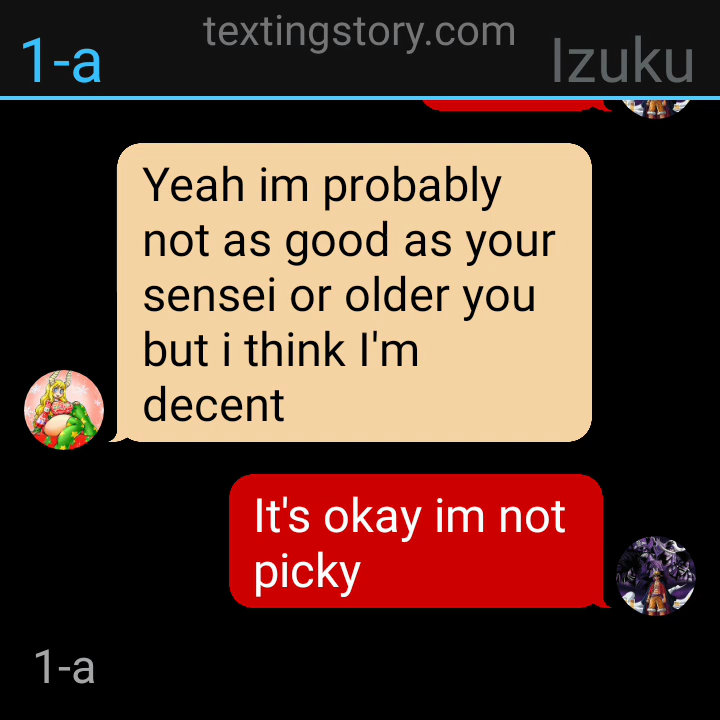 textingstory.com
1-a
Izuku
Yeah im probably
not as good as your
sensei or older you
but i think I'm
decent
It's okay im not
picky
1-a